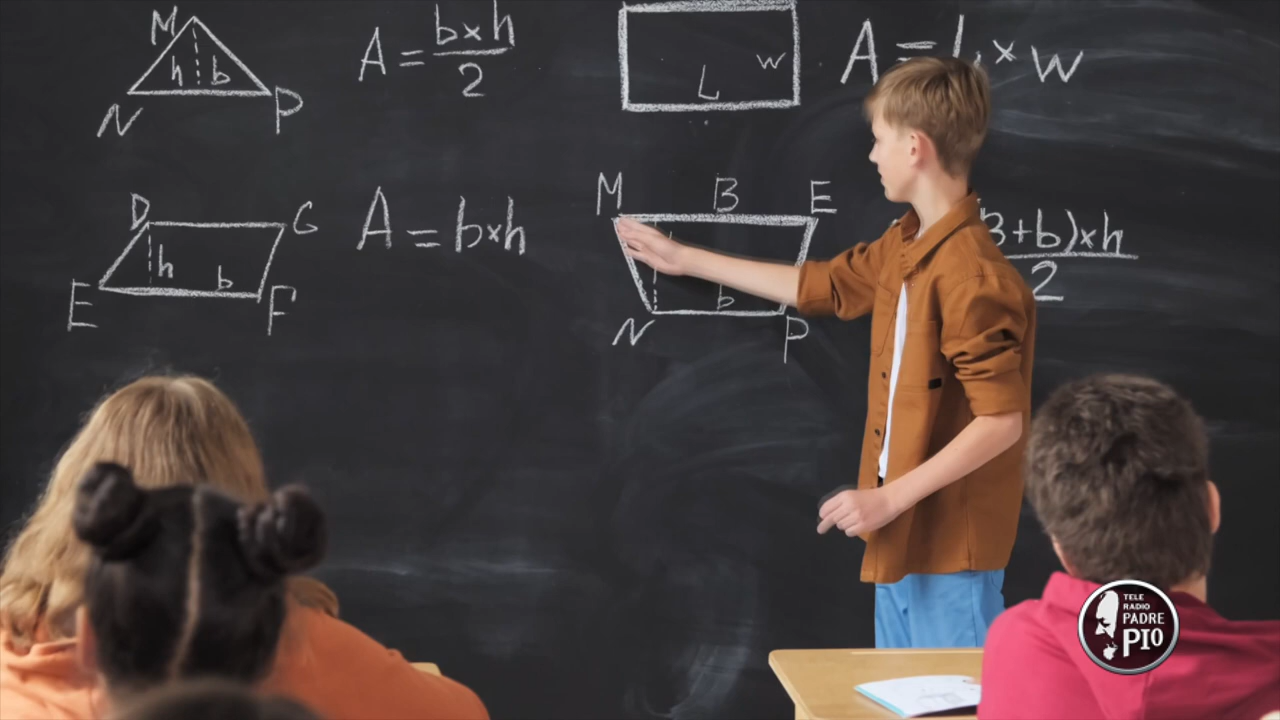 M
h b
N P
A = b×h
2
w
L
A = L × w
D G
h
b
E F
A = b×h
M B E
b
N P
B+b)×h
2
TELE
RADIO
PADRE
PIO